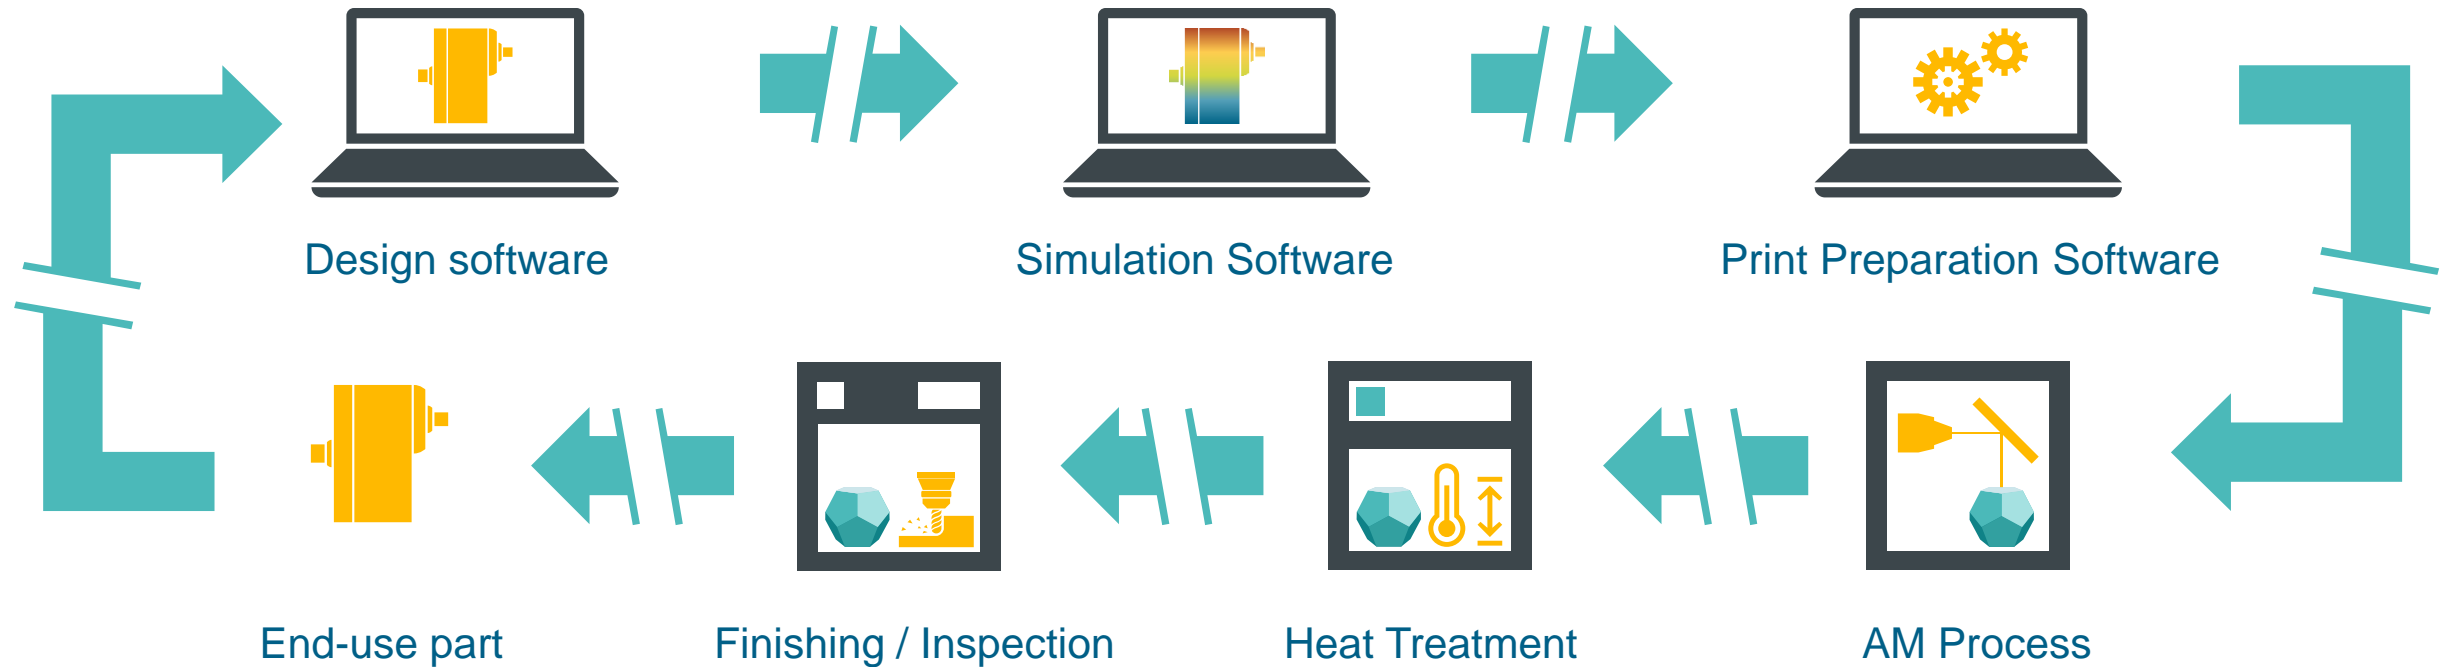 Design software
Simulation Software
Print Preparation Software
End-use part
Finishing / Inspection
Heat Treatment
AM Process